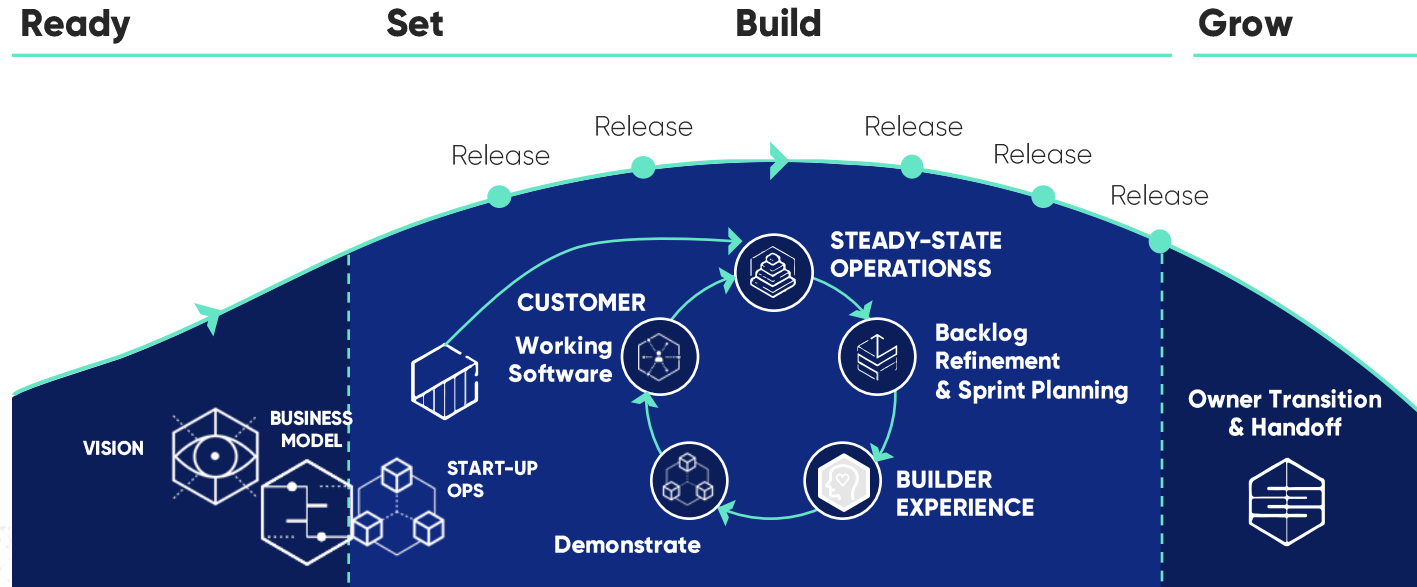 Ready
Set
Build
Grow
Release
Release
Release
Release
Release
STEADY-STATE
OPERATIONSS
CUSTOMER
Working
Software
Backlog
Refinement
& Sprint Planning
BUILDER
EXPERIENCE
Demonstrate
VISION
BUSINESS
MODEL
START-UP
OPS
Owner Transition
& Handoff